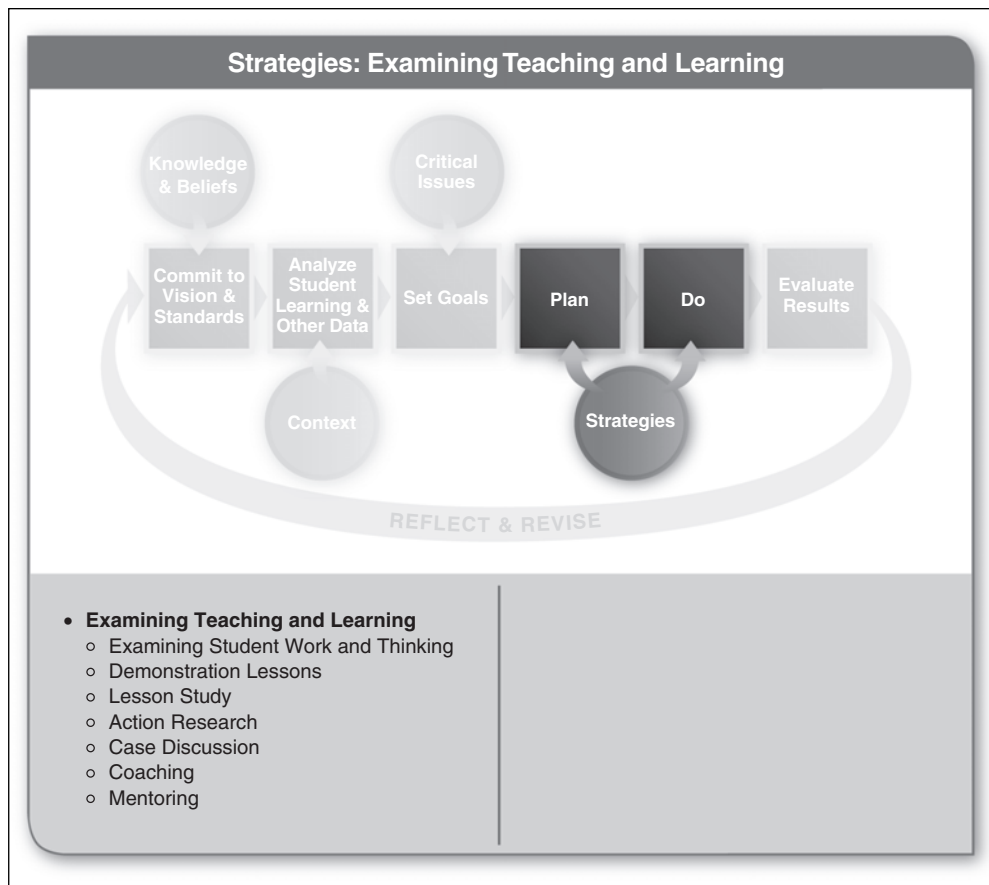 Strategies: Examining Teaching and Learning
Knowledge
& Beliefs
Critical
Issues
Commit to
Vision &
Standards
Analyze
Student
Learning &
Other Data
Set Goals
Plan
Do
Evaluate
Results
Context
Strategies
REFLECT & REVISE
• Examining Teaching and Learning
○ Examining Student Work and Thinking
○ Demonstration Lessons
○ Lesson Study
○ Action Research
○ Case Discussion
○ Coaching
○ Mentoring